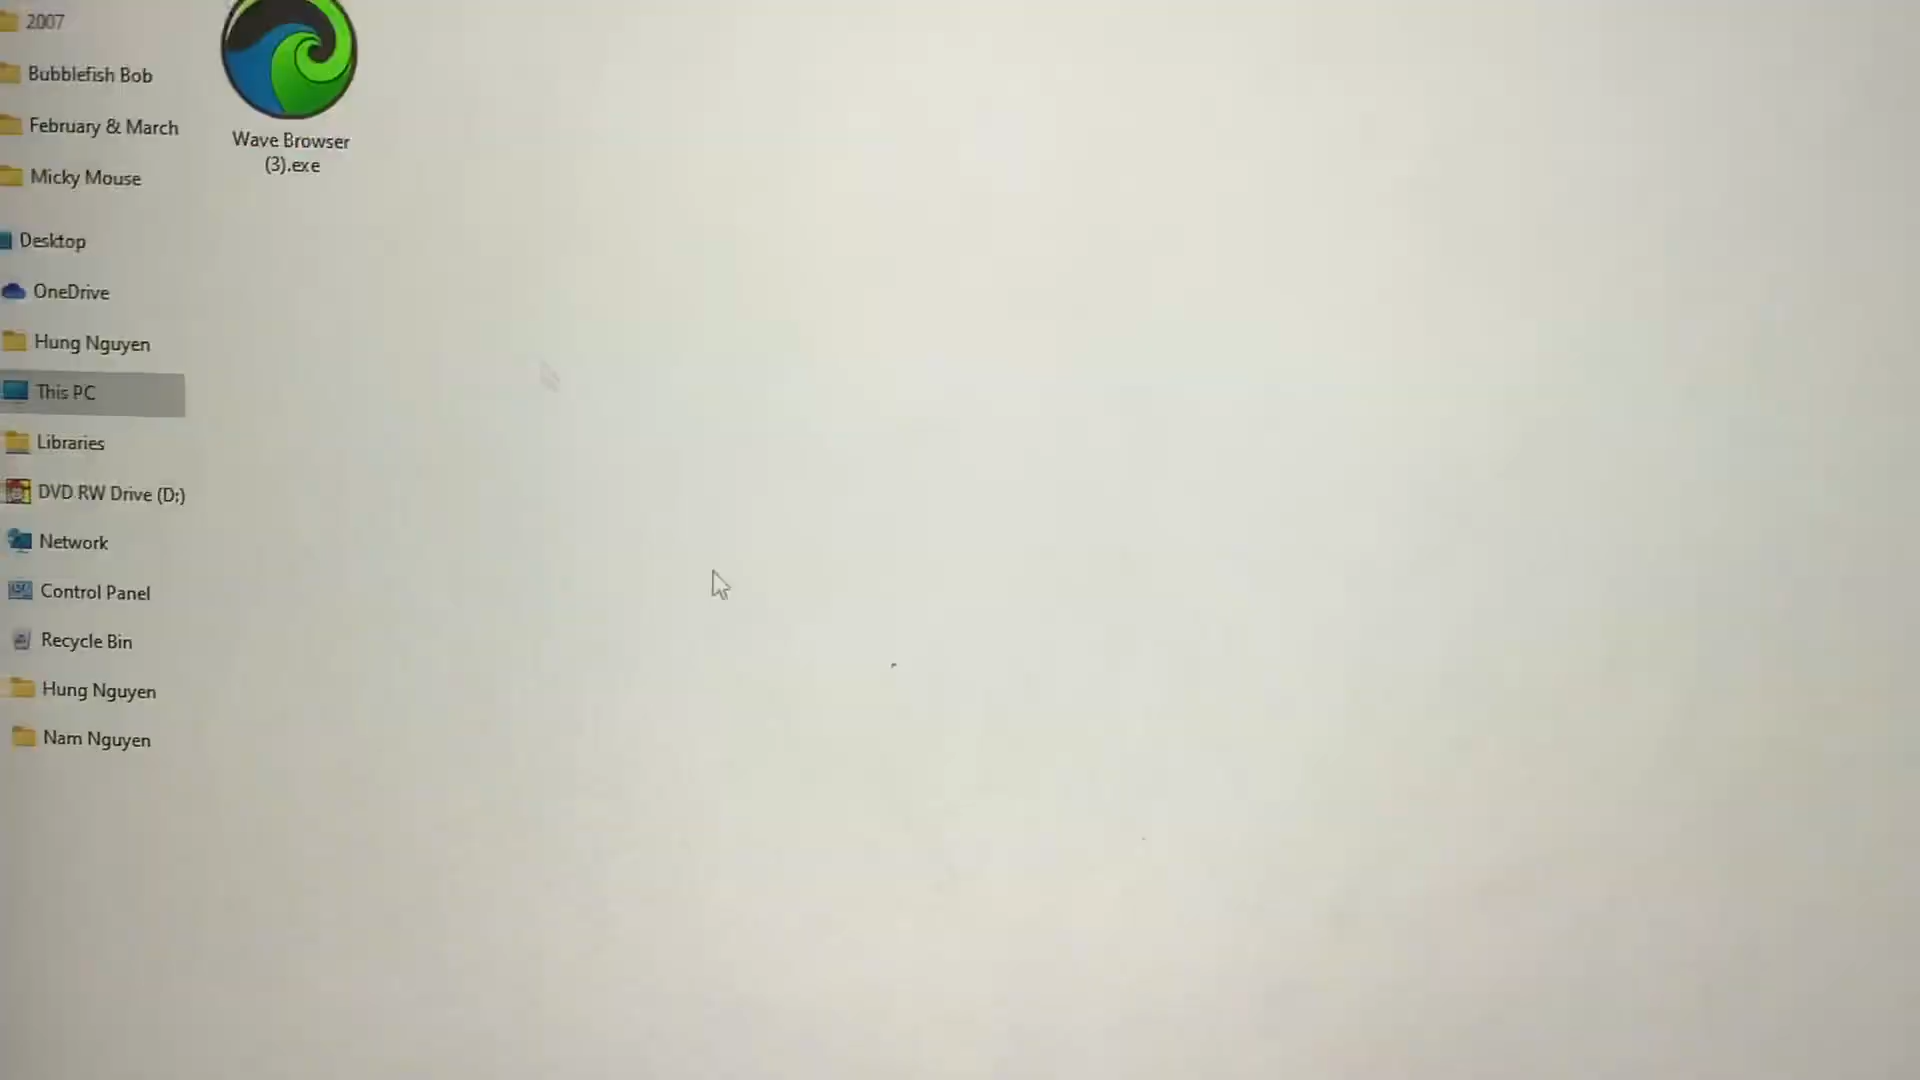 2007
Bubblefish Bob
February & March
Micky Mouse
Desktop
OneDrive
Hung Nguyen
This PC
Libraries
DVD RW Drive (D:)
Network
Control Panel
Recycle Bin
Hung Nguyen
Nam Nguyen
Wave Browser
(3).exe